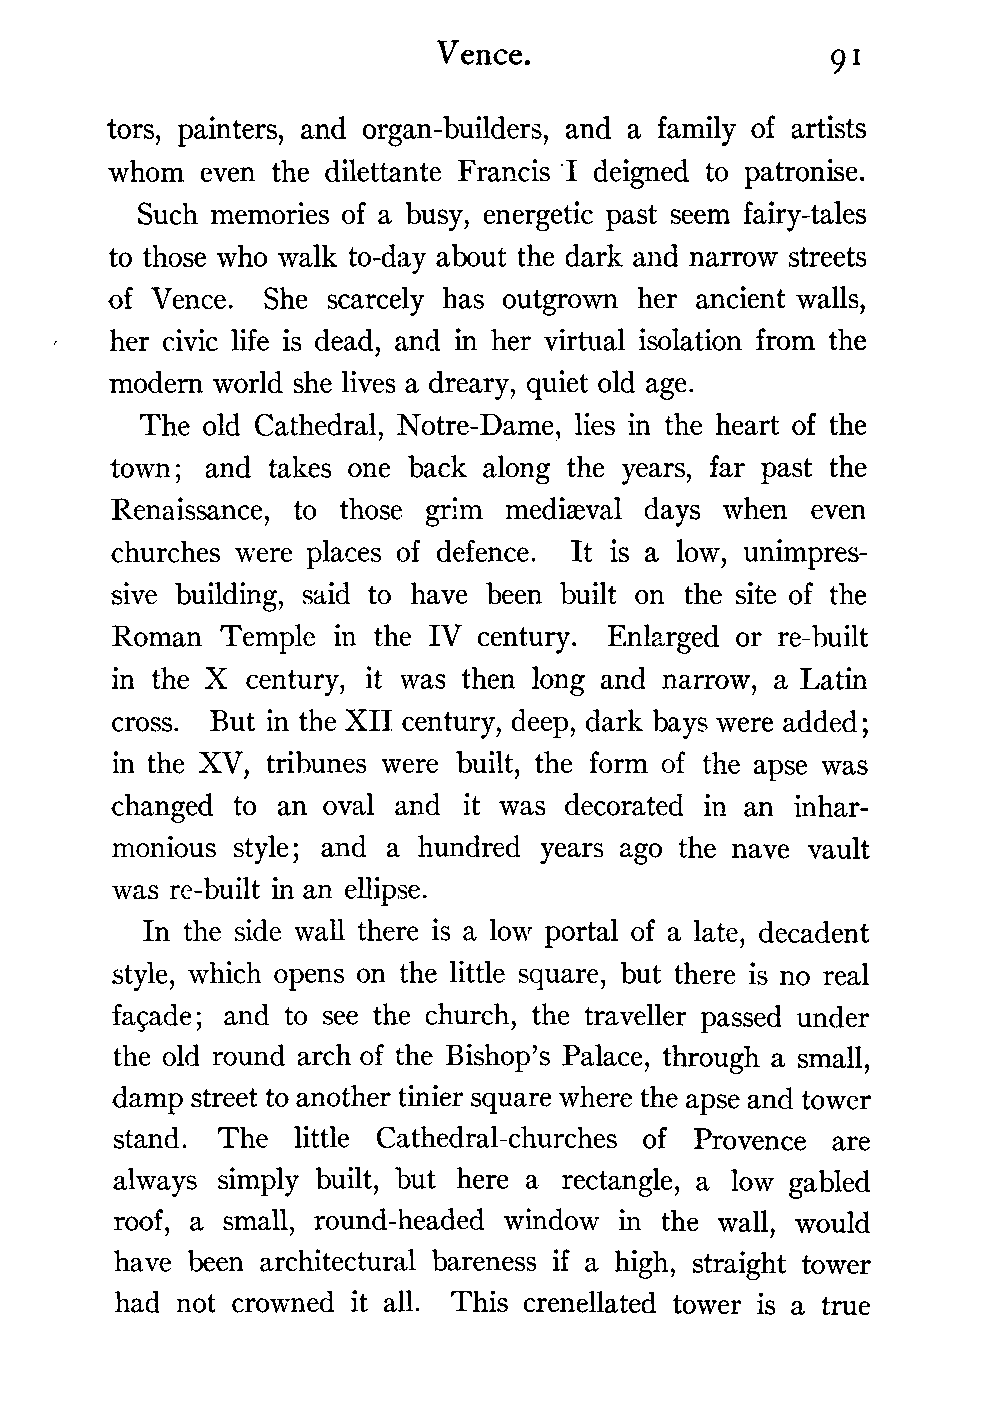 Vence. 91
tors, painters, and organ-builders, and a family of artists
whom even the dilettante Francis I deigned to patronise.
Such memories of a busy, energetic past seem fairy-tales
to those who walk to-day about the dark and narrow streets
of Vence. She scarcely has outgrown her ancient walls,
her civic life is dead, and in her virtual isolation from the
modern world she lives a dreary, quiet old age.
The old Cathedral, Notre-Dame, lies in the heart of the
town; and takes one back along the years, far past the
Renaissance, to those grim mediæval days when even
churches were places of defence. It is a low, unimpres-
sive building, said to have been built on the site of the
Roman Temple in the IV century. Enlarged or re-built
in the X century, it was then long and narrow, a Latin
cross. But in the XII century, deep, dark bays were added;
in the XV, tribunes were built, the form of the apse was
changed to an oval and it was decorated in an inhar-
monious style; and a hundred years ago the nave vault
was re-built in an ellipse.
In the side wall there is a low portal of a late, decadent
style, which opens on the little square, but there is no real
façade; and to see the church, the traveller passed under
the old round arch of the Bishop's Palace, through a small,
damp street to another tinier square where the apse and tower
stand. The little Cathedral-churches of Provence are
always simply built, but here a rectangle, a low gabled
roof, a small, round-headed window in the wall, would
have been architectural bareness if a high, straight tower
had not crowned it all. This crenellated tower is a true